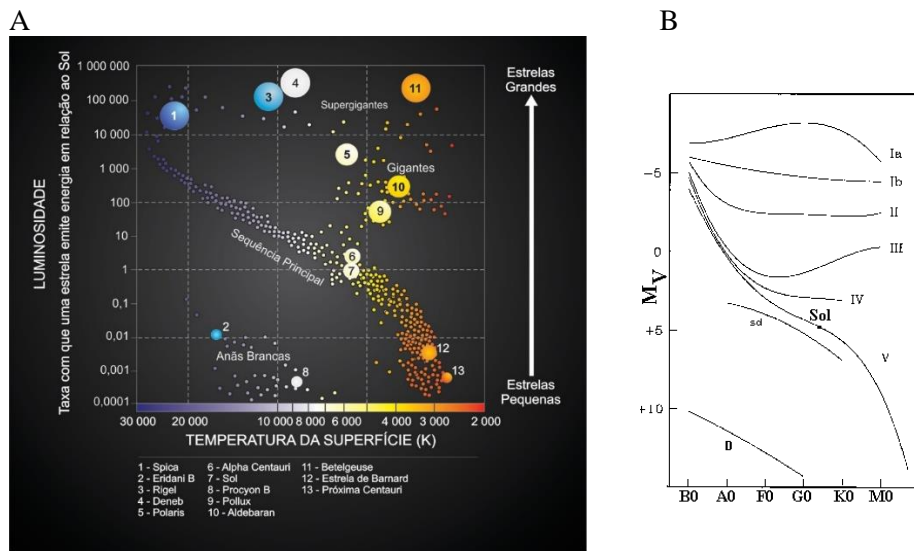 A
LUMINOSIDADE
Taxa com que uma estrela emite energia em relação ao Sol
1 000 000
100 000
10 000
1 000
100
10
1
0,1
0,01
0,001
0,0001
1
3
4
11
Supergigantes
5
Gigantes
10
9
Sequência Principal
6
7
2
Anãs Brancas
8
12
13
Estrelas
Grandes
Estrelas
Pequenas
30 000 20 000 10 000 8 000 6 000 4 000 3 000 2 000
TEMPERATURA DA SUPERFÍCIE (K)
1 - Spica
2 - Eridani B
3 - Rigel
4 - Deneb
5 - Polaris
6 - Alpha Centauri
7 - Sol
8 - Procyon B
9 - Pollux
10 - Aldebaran
11 - Betelgeuse
12 - Estrela de Barnard
13 - Próxima Centauri
B
MV
-5
0
+5
+10
Ia
Ib
II
III
IV
Sol
sd
V
D
B0 A0 F0 G0 K0 M0